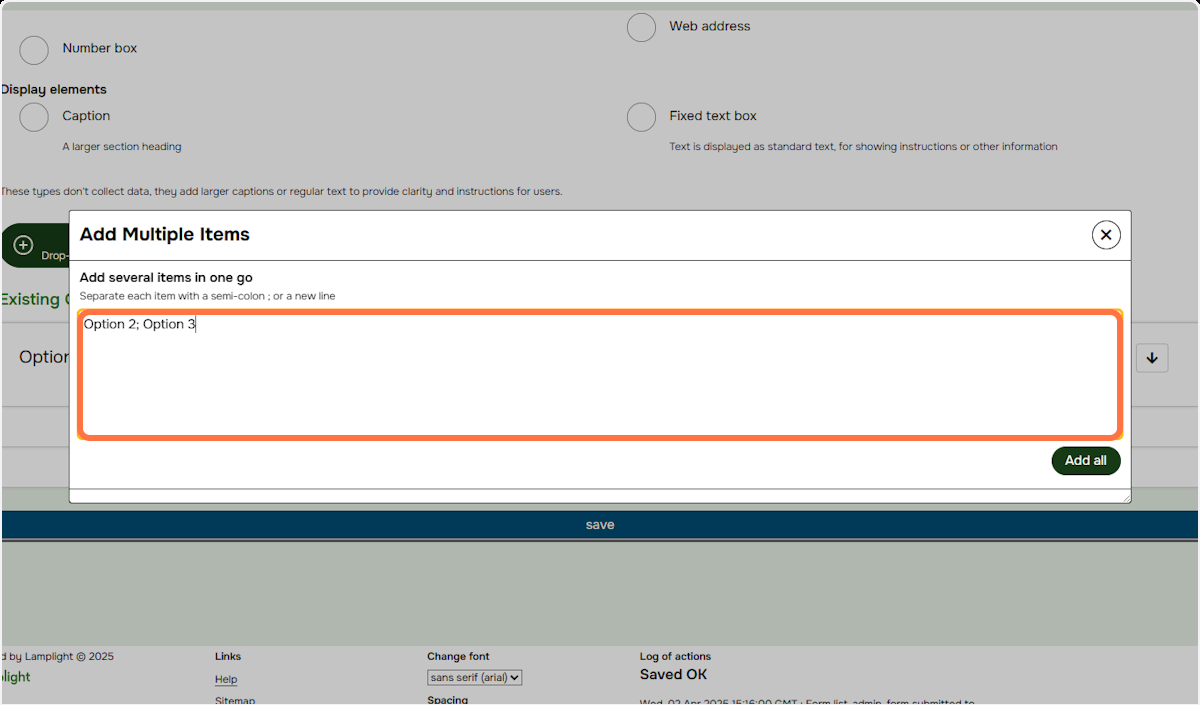 Web address
Number box
Display elements
Caption
Fixed text box
A larger section heading
Text is displayed as standard text, for showing instructions or other information
These types don't collect data, they add larger captions or regular text to provide clarity and instructions for users.
Add Multiple Items
Drop-
Add several items in one go
Separate each item with a semi-colon ; or a new line
Existing
Option 2; Option 3
Option
Add all
save
d by Lamplight © 2025
Links
Change font
Log of actions
light
Help
sans serif (arial)
Saved OK
Sitemap
Spacing
Wed, 02 Apr 2025 15:16:00 GMT : Form list_admin_form submitted to